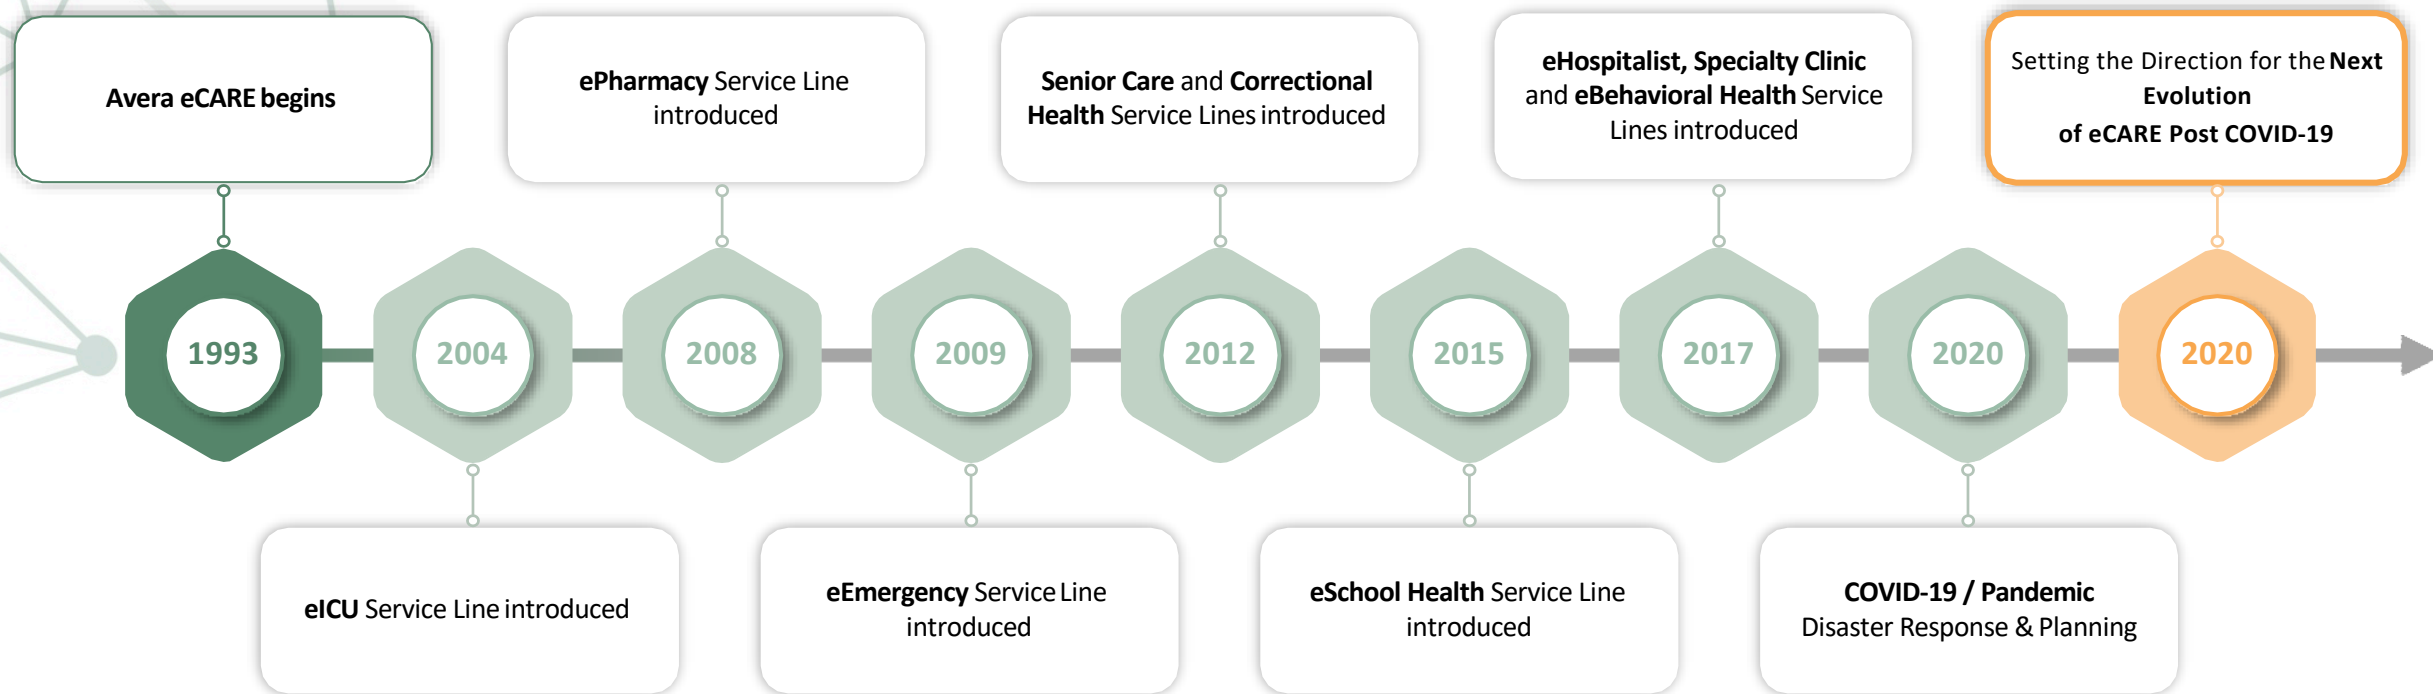 Avera eCARE begins
ePharmacy Service Line
introduced
Senior Care and Correctional
Health Service Lines introduced
eHospitalist, Specialty Clinic
and eBehavioral Health Service
Lines introduced
Setting the Direction for the Next
Evolution
of eCARE Post COVID-19
1993
2004
2008
2009
2012
2015
2017
2020
2020
eICU Service Line introduced
eEmergency Service Line
introduced
eSchool Health Service Line
introduced
COVID-19 / Pandemic
Disaster Response & Planning